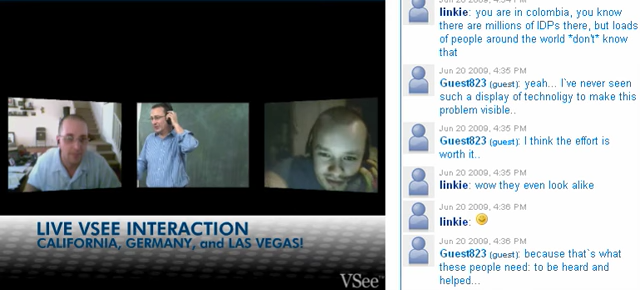 LIVE VSEE INTERACTION
CALIFORNIA, GERMANY, and LAS VEGAS!
VSee
linkie: you are in colombia, you know
there are millions of IDPs there, but loads
of people around the world *don't* know
that
Jun 20 2009, 4:35 PM
Guest823 (guest): yeah... I`ve never seen
such a display of technoligy to make this
problem visible..
Jun 20 2009, 4:35 PM
Guest823 (guest): I think the effort is
worth it..
Jun 20 2009, 4:35 PM
linkie: wow they even look alike
Jun 20 2009, 4:36 PM
linkie:
Jun 20 2009, 4:36 PM
Guest823 (guest): because that`s what
these people need: to be heard and
helped...